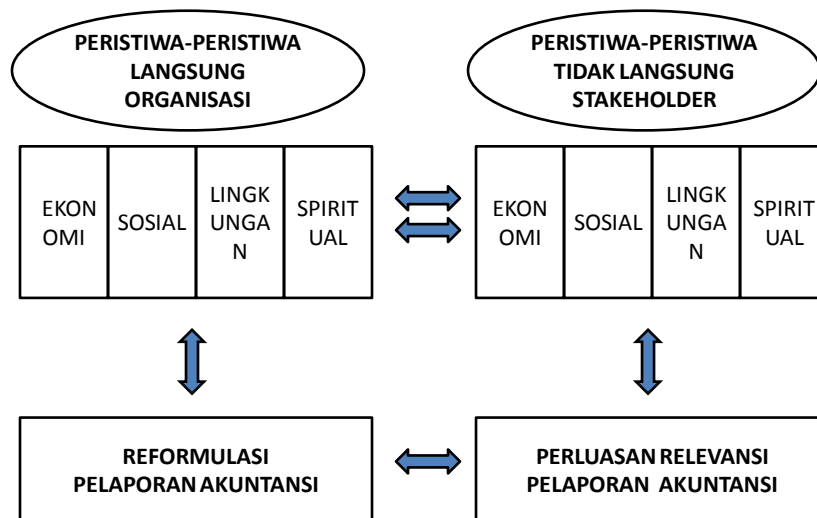 PERISTIWA-PERISTIWA
LANGSUNG
ORGANISASI
PERISTIWA-PERISTIWA
TIDAK LANGSUNG
STAKEHOLDER
EKON
OMI
SOSIAL
LINGK
UNGA
N
SPIRIT
UAL
EKON
OMI
SOSIAL
LINGK
UNGA
N
SPIRIT
UAL
REFORMULASI
PELAPORAN AKUNTANSI
PERLUASAN RELEVANSI
PELAPORAN AKUNTANSI